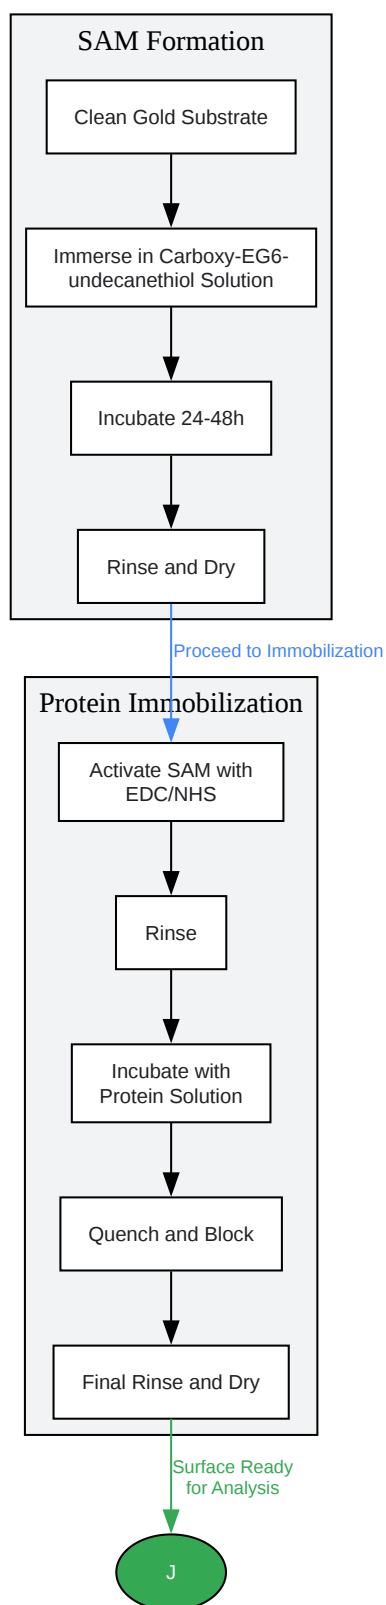 SAM Formation
Clean Gold Substrate
Immerse in Carboxy-EG6-
undecanethiol Solution
Incubate 24-48h
Rinse and Dry
Proceed to Immobilization
Protein Immobilization
Activate SAM with
EDC/NHS
Rinse
Incubate with
Protein Solution
Quench and Block
Final Rinse and Dry
Surface Ready
for Analysis
J